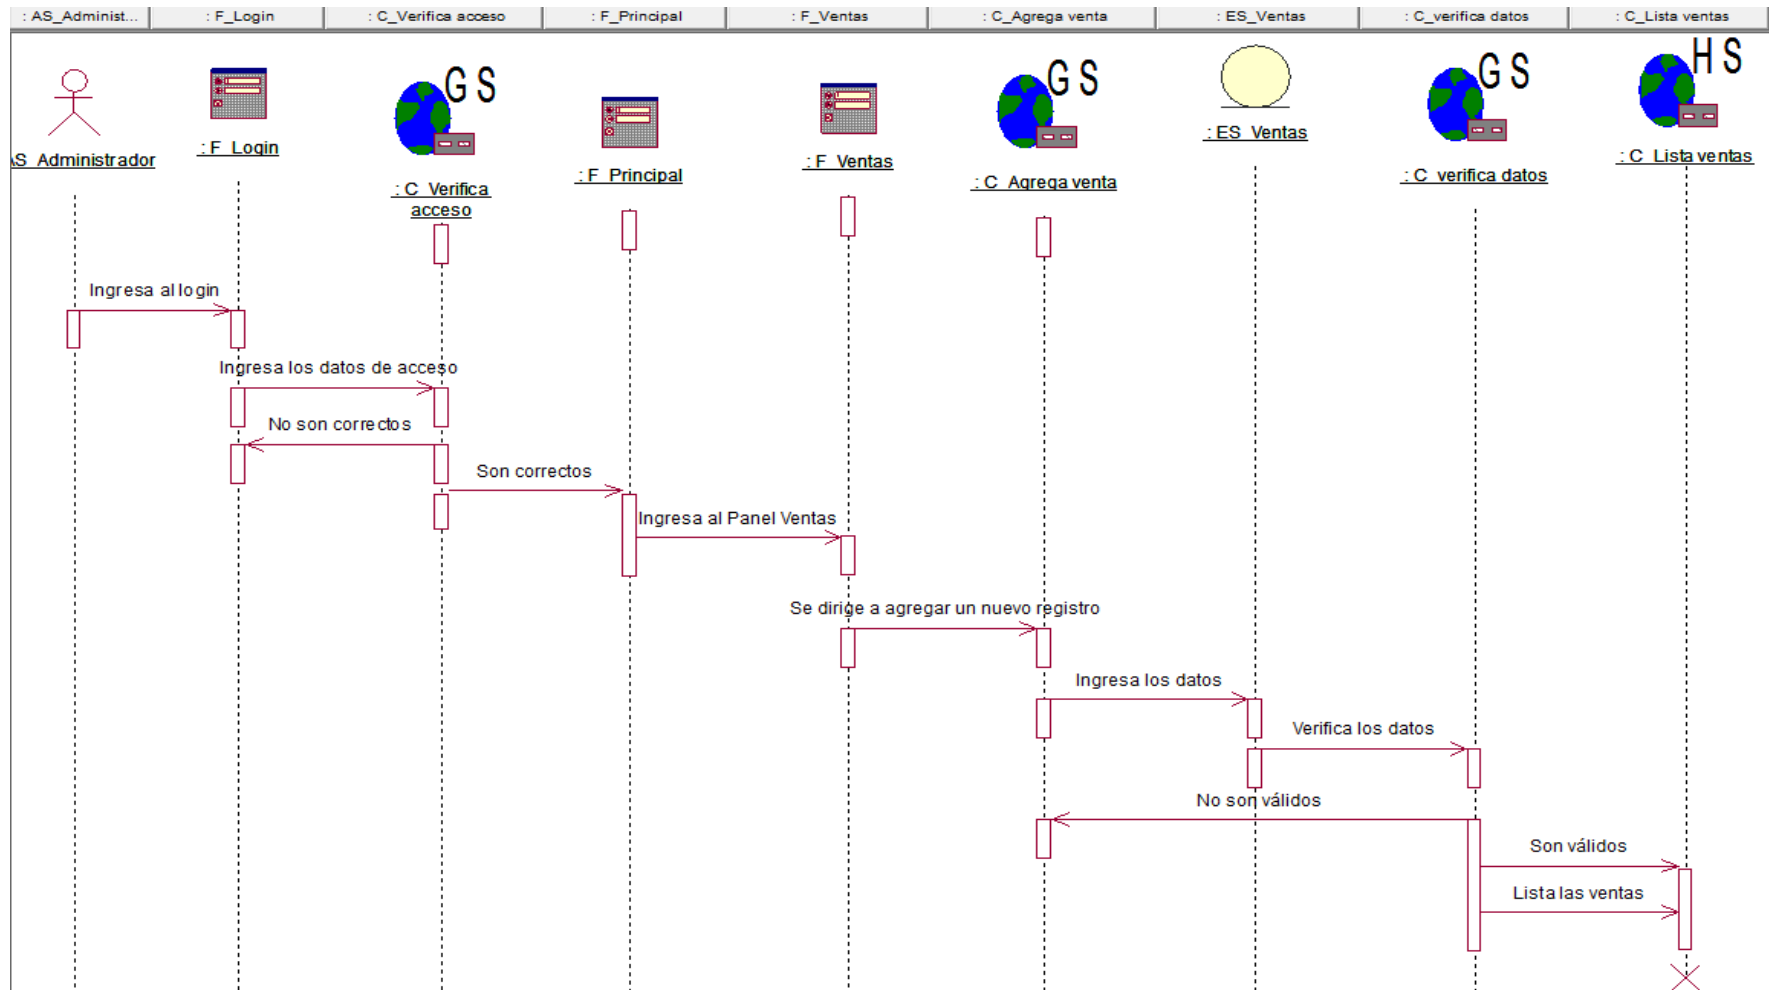 : AS_Administ...
: F_Login
: C_Verifica acceso
: F_Principal
: F_Ventas
: C_Agrega venta
: ES_Ventas
: C_verifica datos
: C_Lista ventas
G S
G S
G S
H S
AS_Administrador
: F_Login
: C_Verifica
acceso
: F_Principal
: F_Ventas
: C_Agrega venta
: ES_Ventas
: C_verifica datos
: C_Lista ventas
Ingresa al login
Ingresa los datos de acceso
No son correctos
Son correctos
Ingresa al Panel Ventas
Se dirige a agregar un nuevo registro
Ingresa los datos
Verifica los datos
No son válidos
Son válidos
Lista las ventas